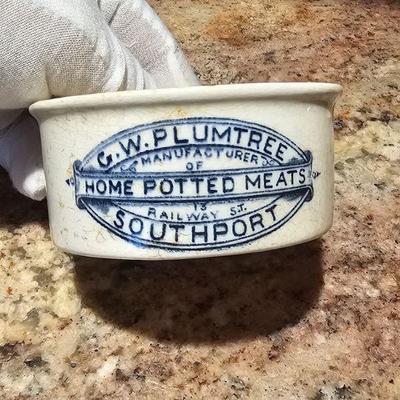 G.W. PLUMTREE
MANUFACTURER
OF
HOME POTTED MEATS
13
RAILWAY ST.
SOUTHPORT